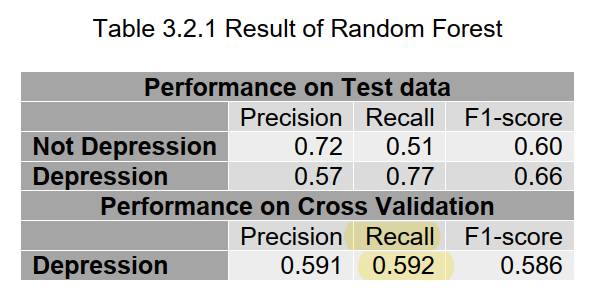 Table 3.2.1 Result of Random Forest
Performance on Test data
Precision Recall F1-score
Not Depression 0.72 0.51 0.60
Depression 0.57 0.77 0.66
Performance on Cross Validation
Precision Recall F1-score
Depression 0.591 0.592 0.586